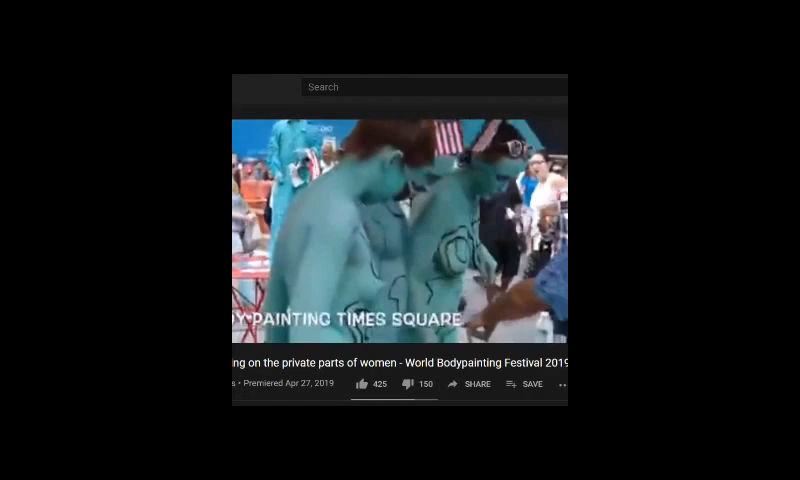 Search
PAINTING TIMES SQUARE
ing on the private parts of women - World Bodypainting Festival 2019
s • Premiered Apr 27, 2019 425 150 SHARE SAVE